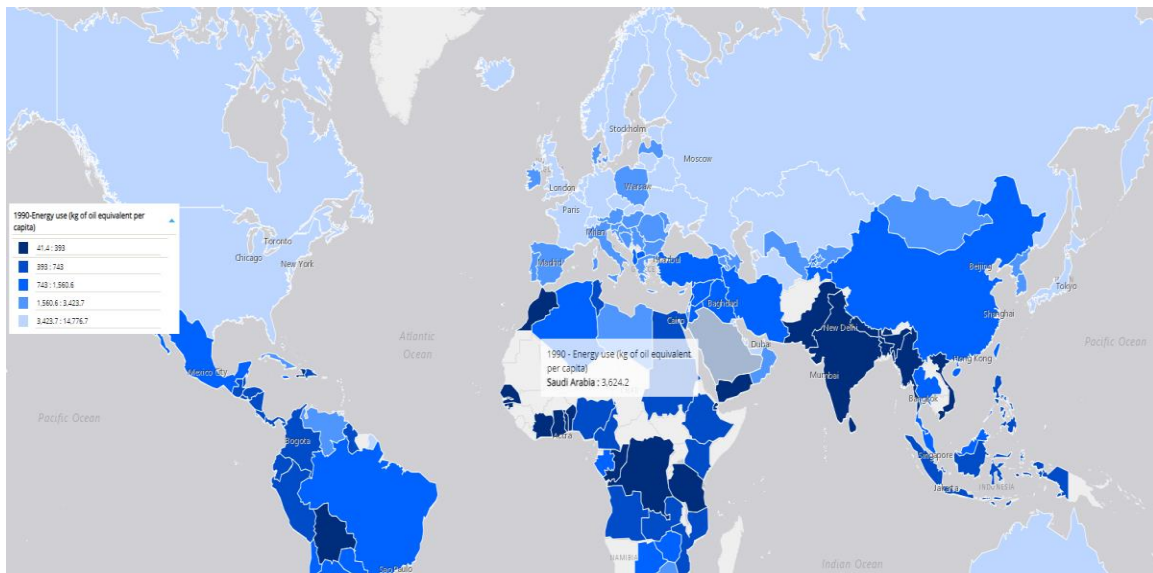 Stockholm
Moscow
London
Warsaw
Paris
Milan
Madrid
Istanbul
1990-Energy use (kg of oil equivalent per
capita)
41.4 : 393
393 : 743
743 : 1,560.6
1,560.6 : 3,423.7
3,423.7 : 14,776.7
Toronto
Chicago
New York
Beijing
Tokyo
Baghdad
Shanghai
Atlantic
Ocean
Cairo
New Delhi
Pacific Ocean
Dubai
1990 - Energy use (kg of oil equivalent
per capita)
Saudi Arabia : 3,624.2
Hong Kong
Mexico City
Mumbai
Bangkok
Pacific Ocean
Accra
Bogota
Singapore
Jakarta
INDONESIA
NAMIBIA
Indian Ocean
Sao Paulo